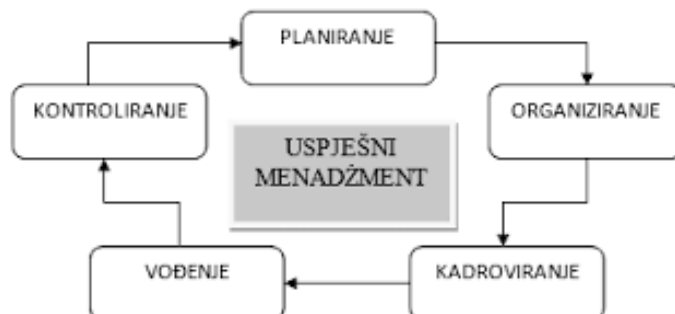 PLANIRANJE
KONTROLIRANJE
ORGANIZIRANJE
USPJEŠNI
MENADŽMENT
VOĐENJE
KADROVIRANJE